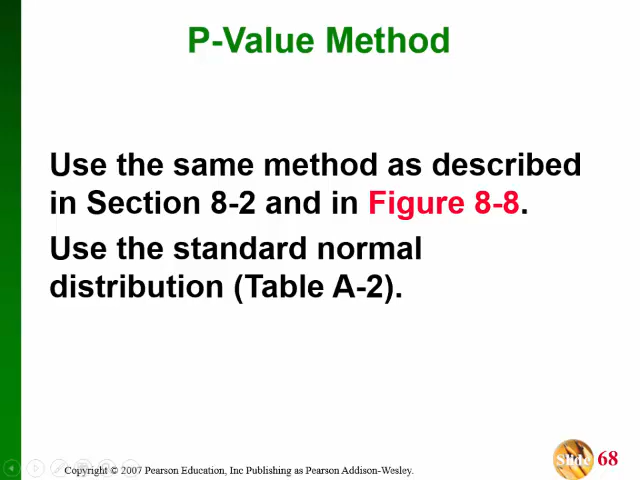 P-Value Method
Use the same method as described
in Section 8-2 and in Figure 8-8.
Use the standard normal
distribution (Table A-2).
Copyright © 2007 Pearson Education, Inc Publishing as Pearson Addison-Wesley.
Slide 68